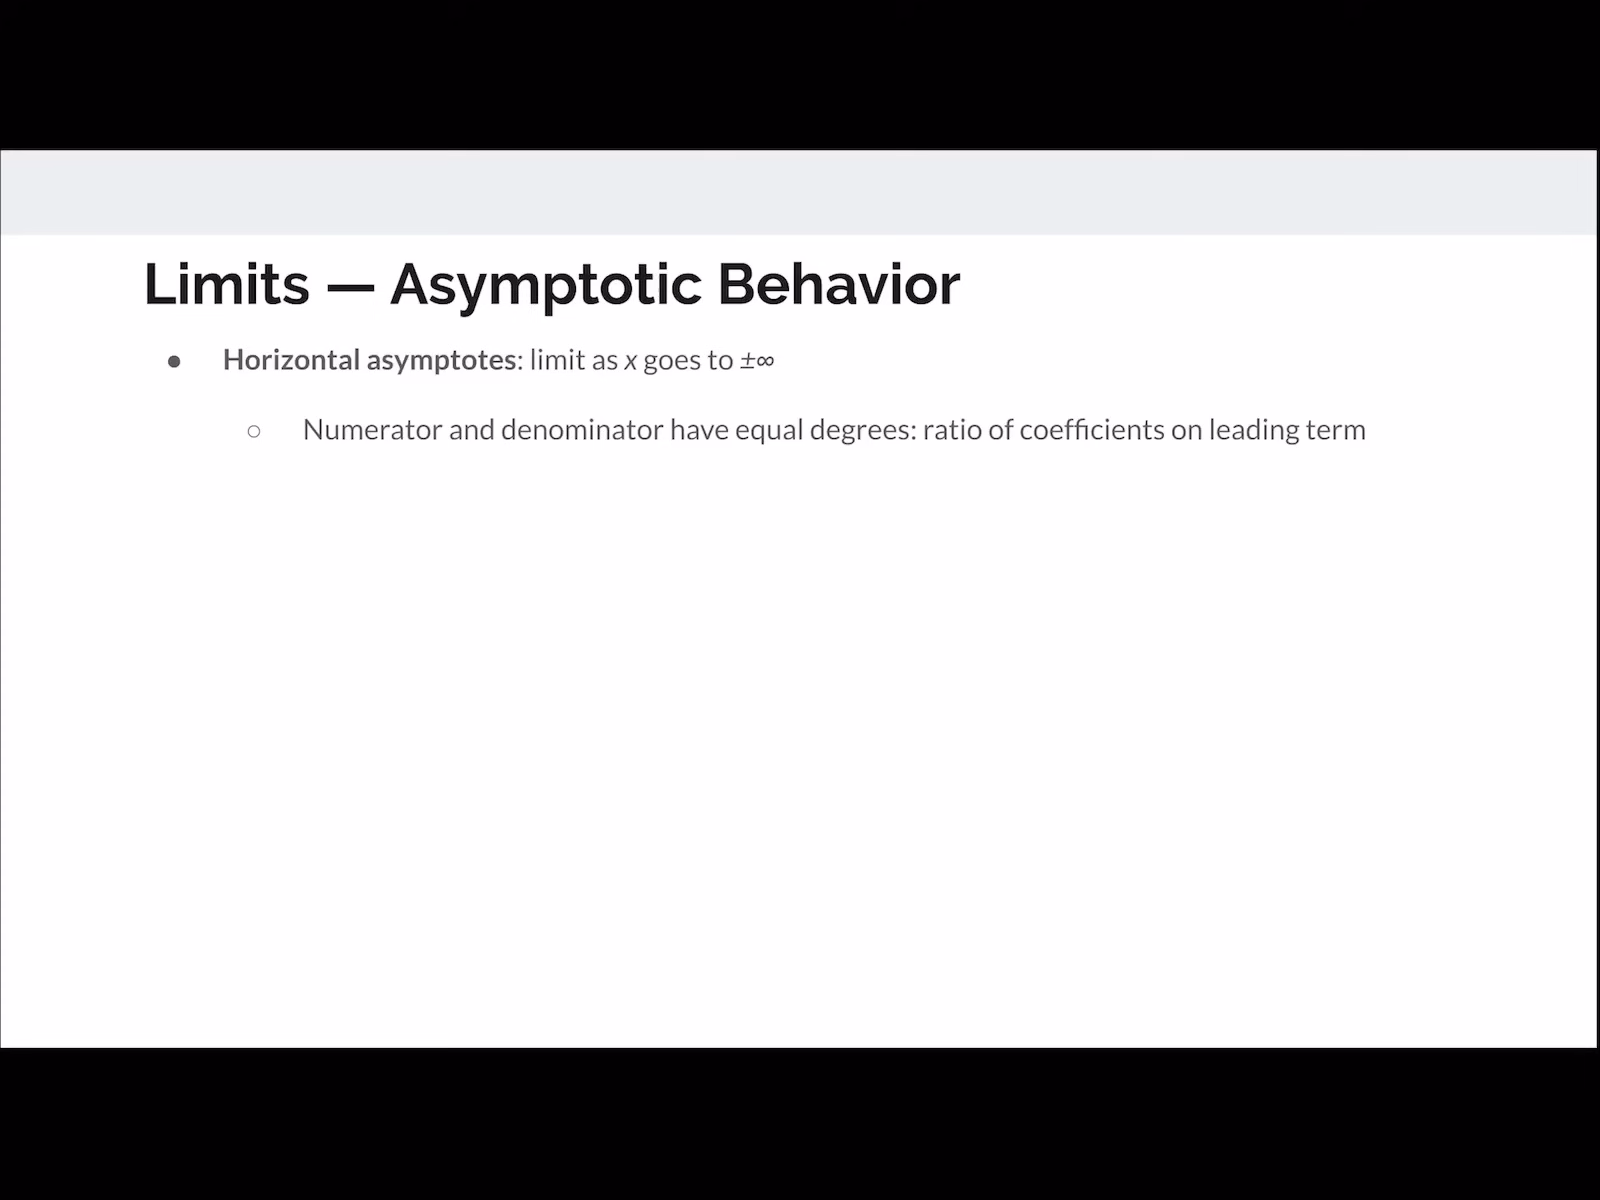 Limits — Asymptotic Behavior
● Horizontal asymptotes: limit as x goes to ±∞
○ Numerator and denominator have equal degrees: ratio of coefficients on leading term